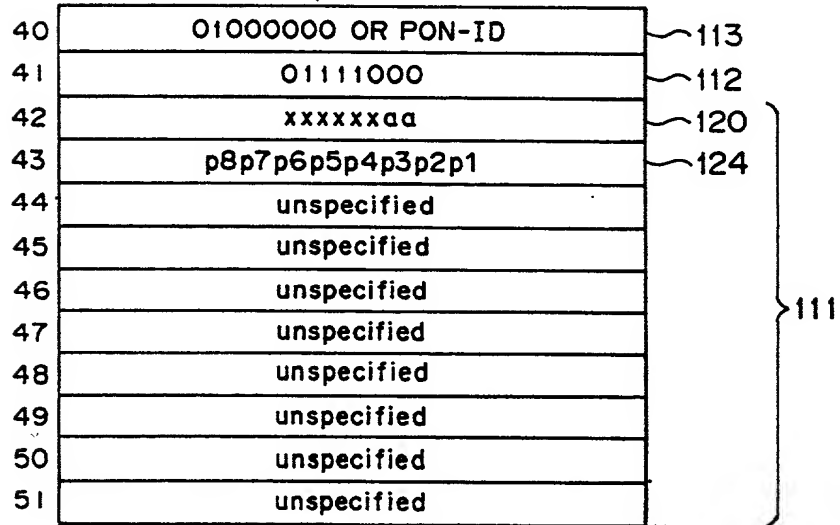 40 01000000 OR PON-ID 113
41 01111000 112
42 xxxxxxaa 120
43 p8p7p6p5p4p3p2p1 124
44 unspecified
45 unspecified
46 unspecified
47 unspecified 111
48 unspecified
49 unspecified
50 unspecified
51 unspecified